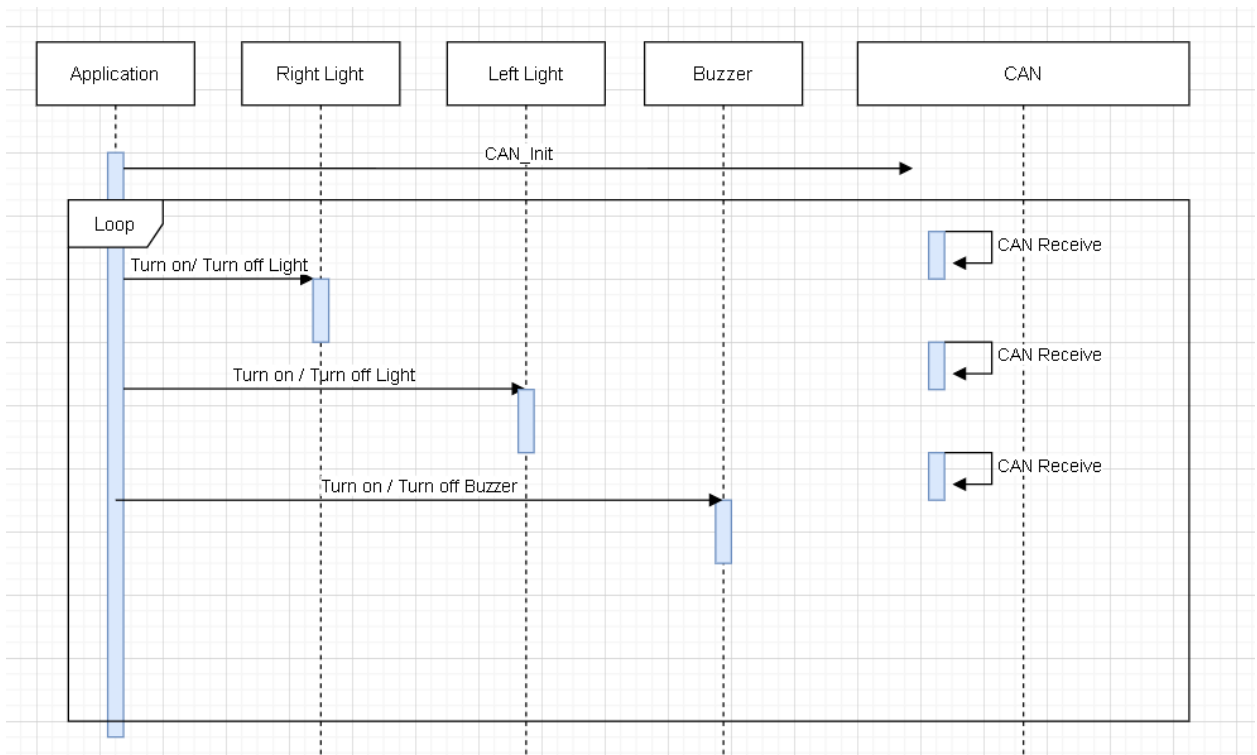 Application
Right Light
Left Light
Buzzer
CAN
CAN_Init
Loop
CAN Receive
Turn on/ Turn off Light
CAN Receive
Turn on / Turn off Light
CAN Receive
Turn on / Turn off Buzzer